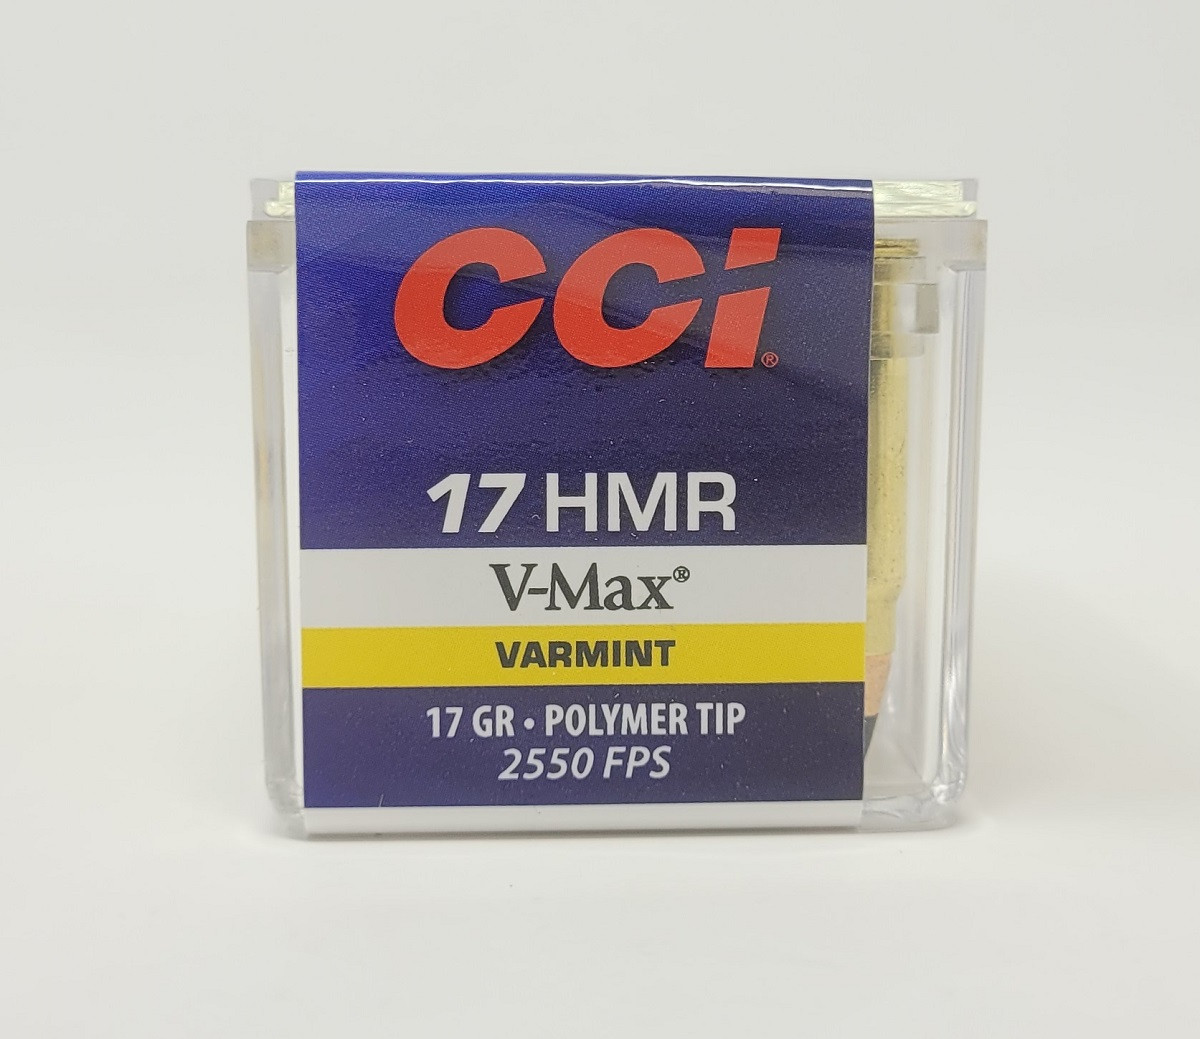 CCI®
17 HMR
V-Max®
VARMINT
17 GR • POLYMER TIP
2550 FPS